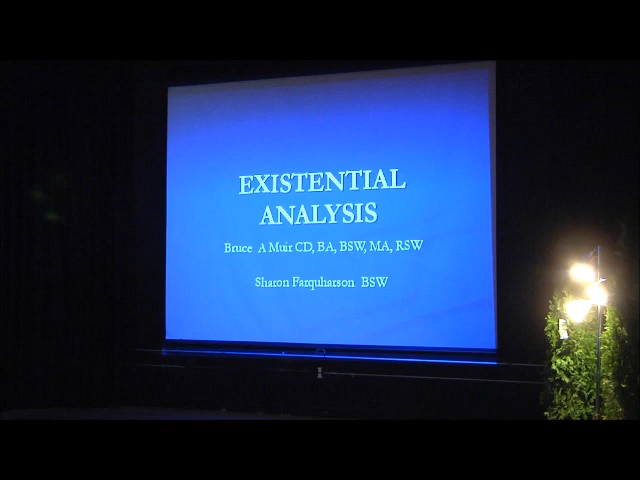 EXISTENTIAL
ANALYSIS
Bruce A Muir CD, BA, BSW, MA, RSW
Sharon Farquharson BSW